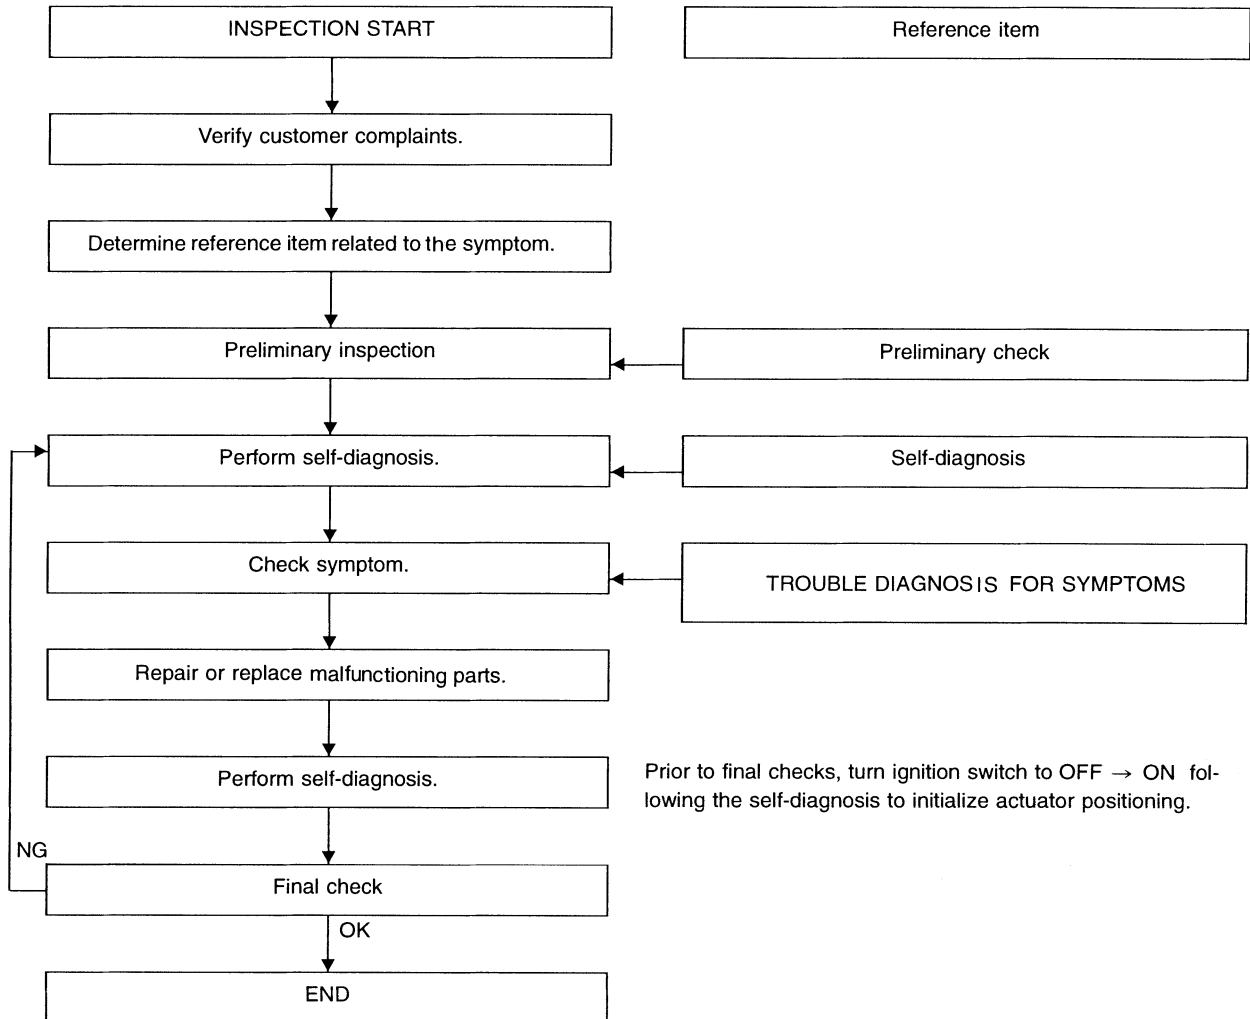 INSPECTION START
Reference item
Verify customer complaints.
Determine reference item related to the symptom.
Preliminary inspection
Preliminary check
Perform self-diagnosis.
Self-diagnosis
Check symptom.
TROUBLE DIAGNOSIS FOR SYMPTOMS
Repair or replace malfunctioning parts.
Perform self-diagnosis.
Prior to final checks, turn ignition switch to OFF → ON fol-
lowing the self-diagnosis to initialize actuator positioning.
NG
Final check
OK
END